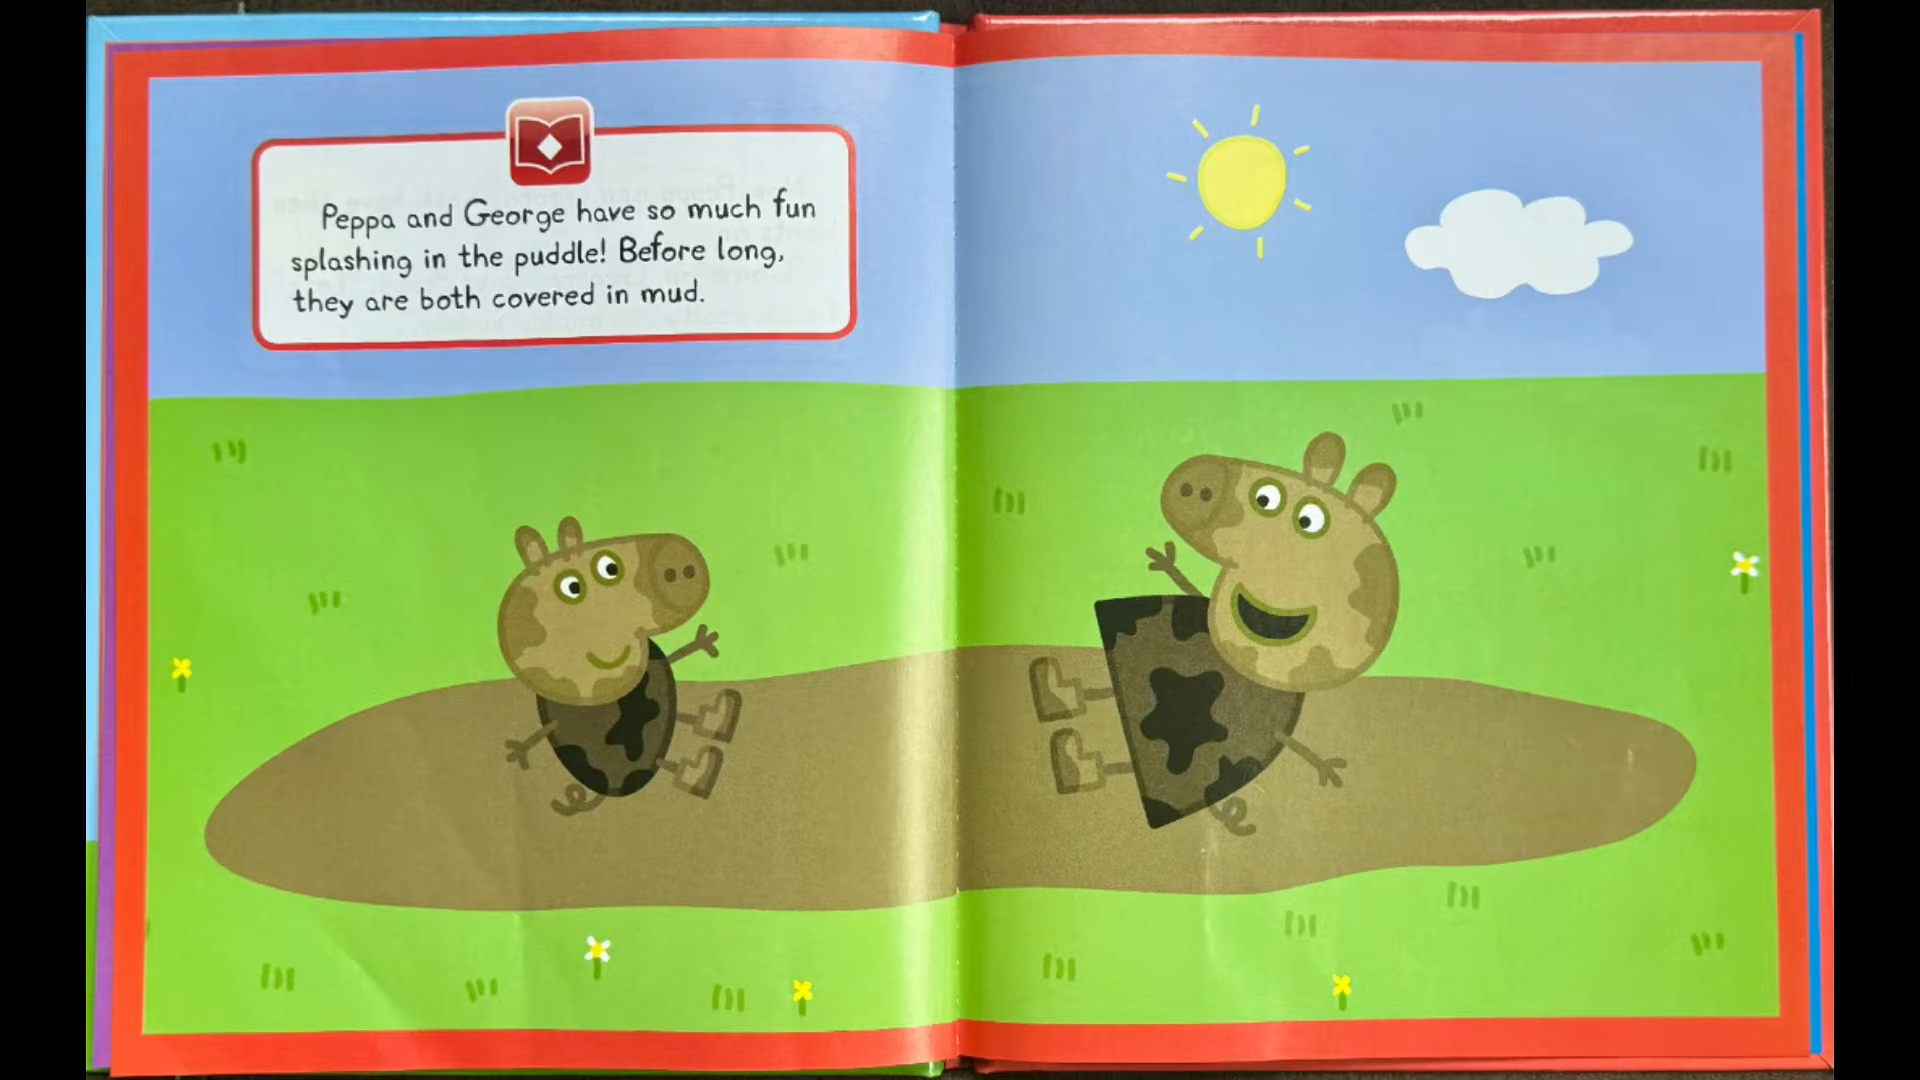 Peppa and George have so much fun
splashing in the puddle! Before long,
they are both covered in mud.